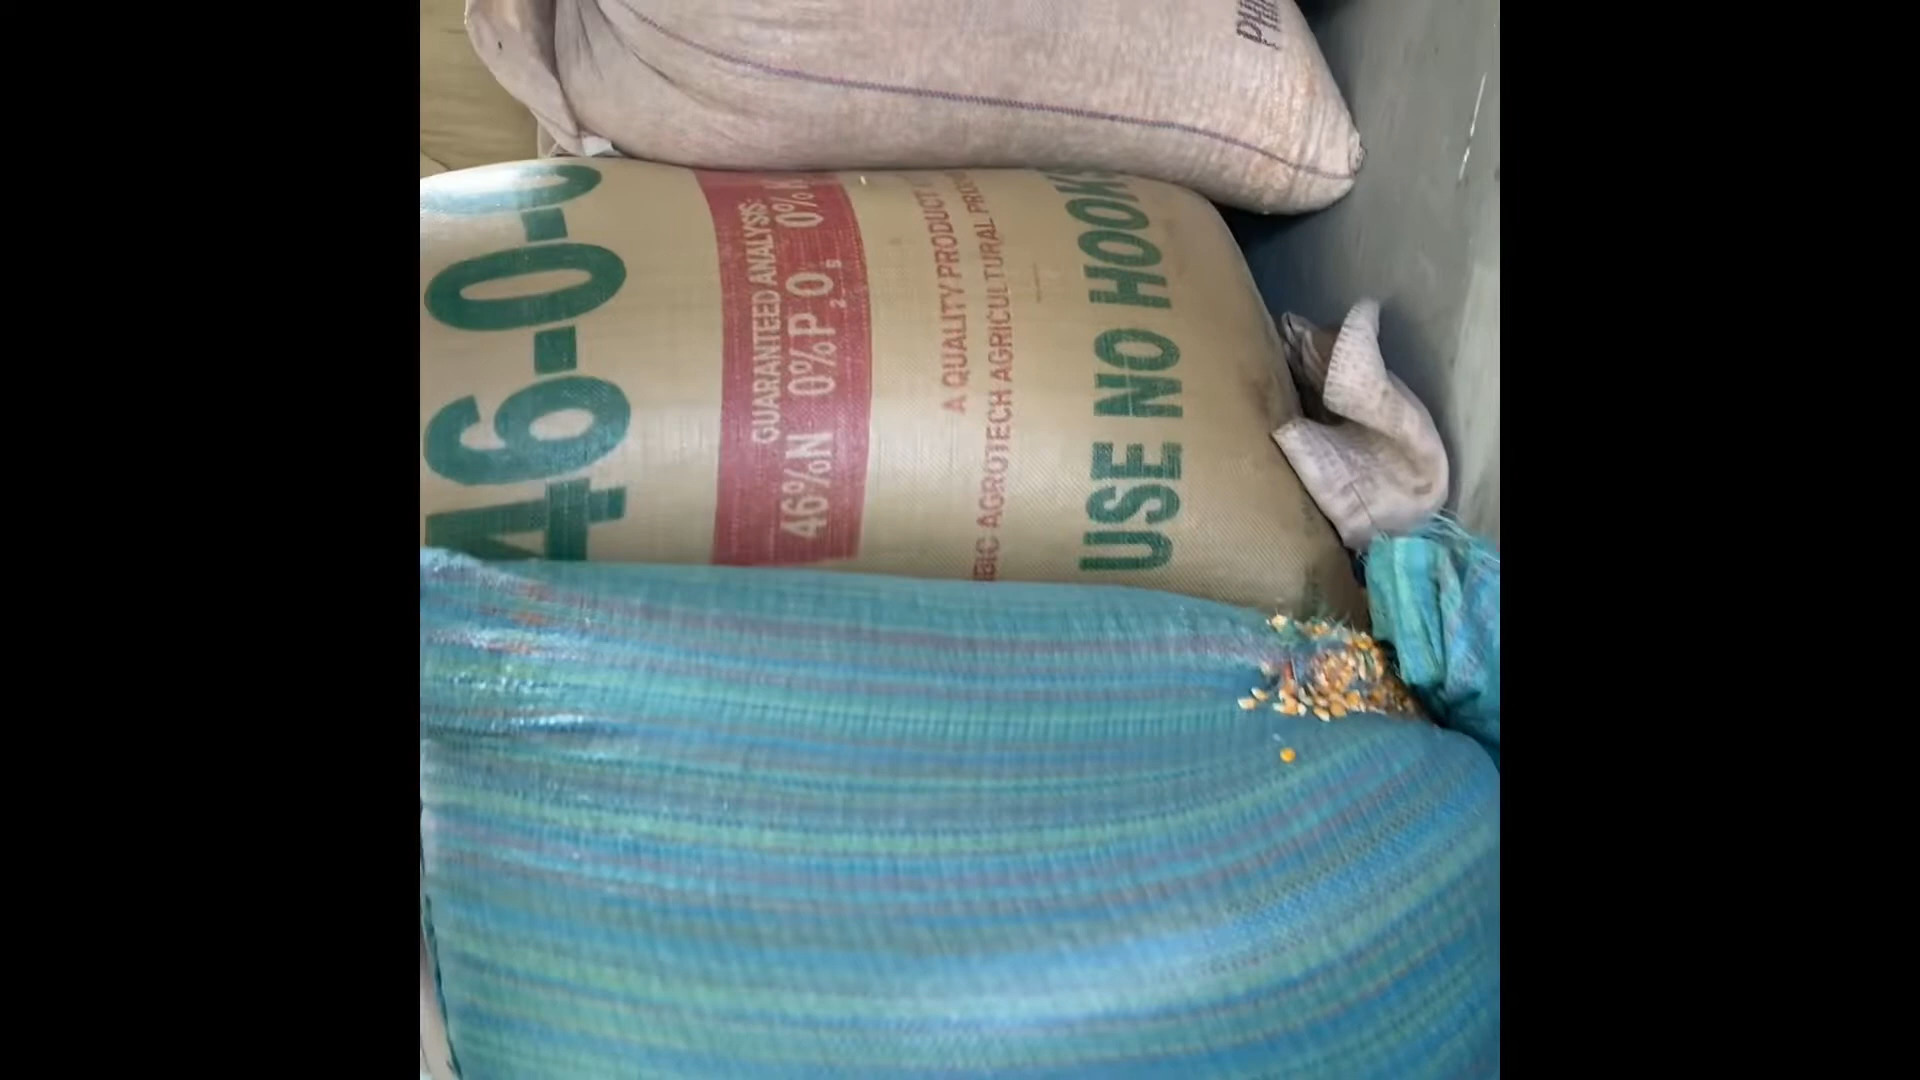 46-0-0
GUARANTEED ANALYSIS:
46%N 0%P2O5 0%K
A QUALITY PRODUCT
AGROTECH AGRICULTURAL
USE NO HOOKS